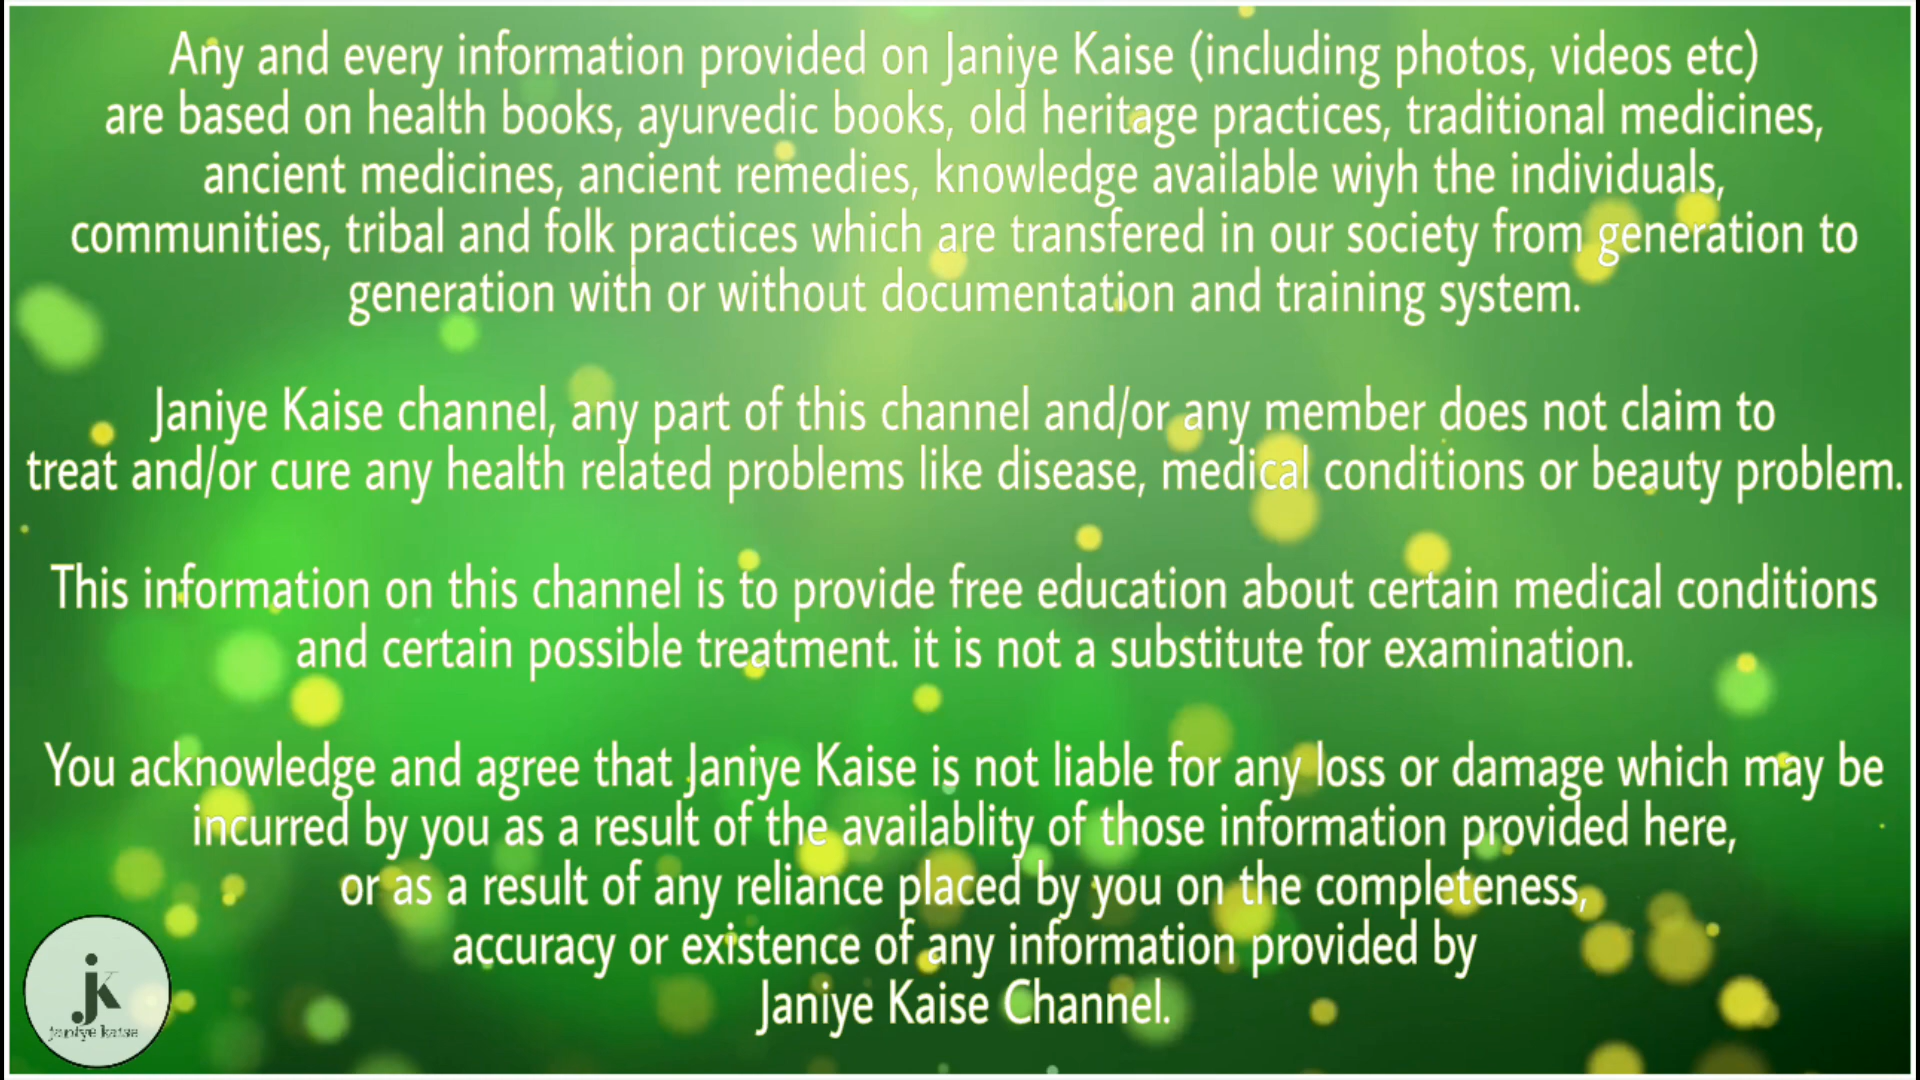 Any and every information provided on Janiye Kaise (including photos, videos etc)
are based on health books, ayurvedic books, old heritage practices, traditional medicines,
ancient medicines, ancient remedies, knowledge available wiyh the individuals,
communities, tribal and folk practices which are transfered in our society from generation to
generation with or without documentation and training system.
Janiye Kaise channel, any part of this channel and/or any member does not claim to
treat and/or cure any health related problems like disease, medical conditions or beauty problem.
This information on this channel is to provide free education about certain medical conditions
and certain possible treatment. it is not a substitute for examination.
You acknowledge and agree that Janiye Kaise is not liable for any loss or damage which may be
incurred by you as a result of the availablity of those information provided here,
or as a result of any reliance placed by you on the completeness,
accuracy or existence of any information provided by
Janiye Kaise Channel.
jk
janiye kaise